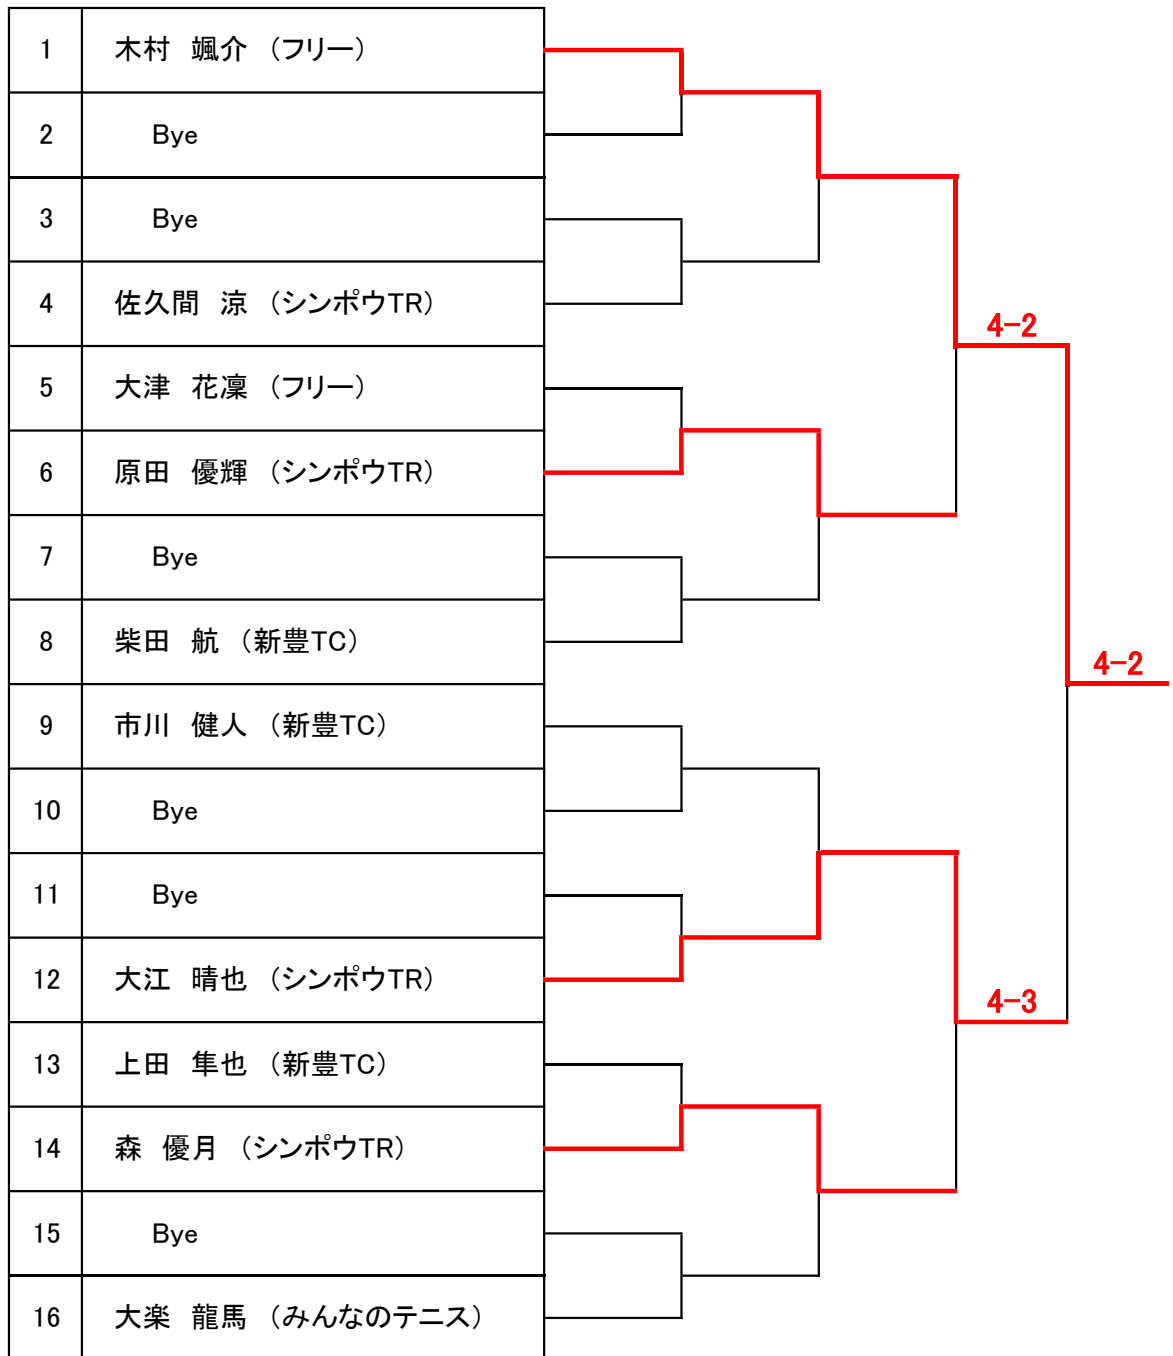 1 木村 颯介 (フリー)
2 Bye
3 Bye
4 佐久間 涼 (シンポウTR)
4-2
5 大津 花凜 (フリー)
6 原田 優輝 (シンポウTR)
7 Bye
8 柴田 航 (新豊TC)
4-2
9 市川 健人 (新豊TC)
10 Bye
11 Bye
12 大江 晴也 (シンポウTR)
4-3
13 上田 隼也 (新豊TC)
14 森 優月 (シンポウTR)
15 Bye
16 大楽 龍馬 (みんなのテニス)